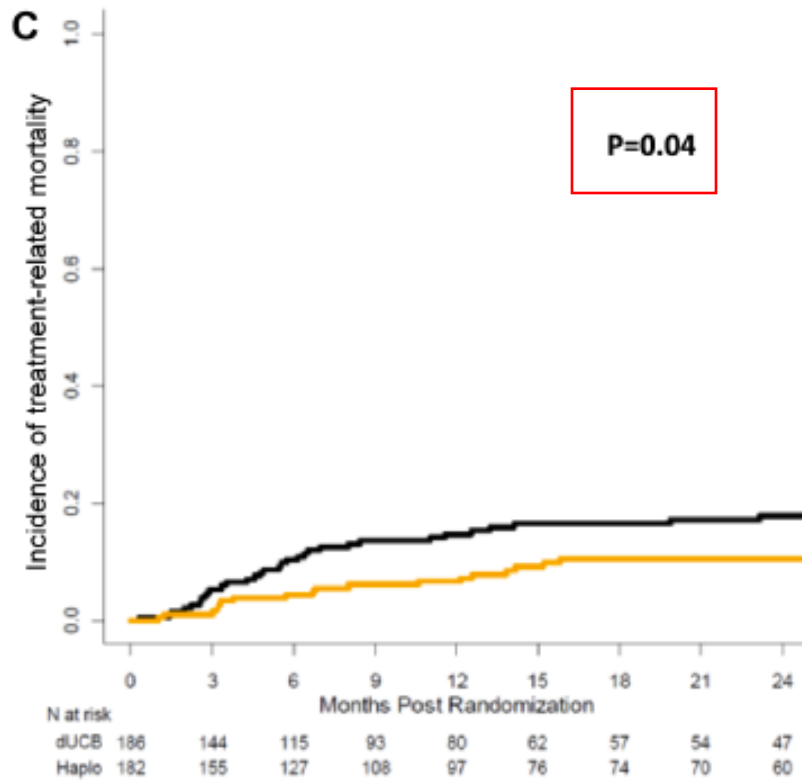 C
Incidence of treatment-related mortality
1.0
0.8
0.6
0.4
0.2
0.0
P=0.04
0 3 6 9 12 15 18 21 24
Months Post Randomization
N at risk
dUCB 186 144 115 93 80 62 57 54 47
Haplo 182 155 127 108 97 76 74 70 60